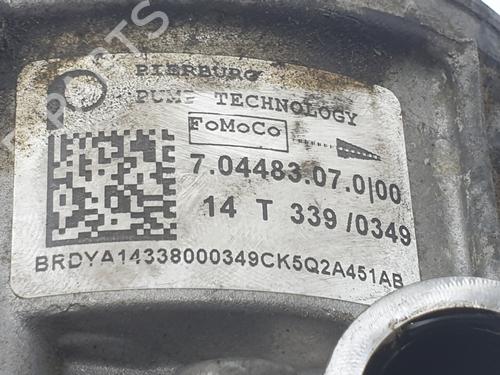 PIERBURG
PUMP TECHNOLOGY
FoMoCo
7.04483.07.0|00
14 T 339 /0349
BRDYA14338000349CK5Q2A451AB